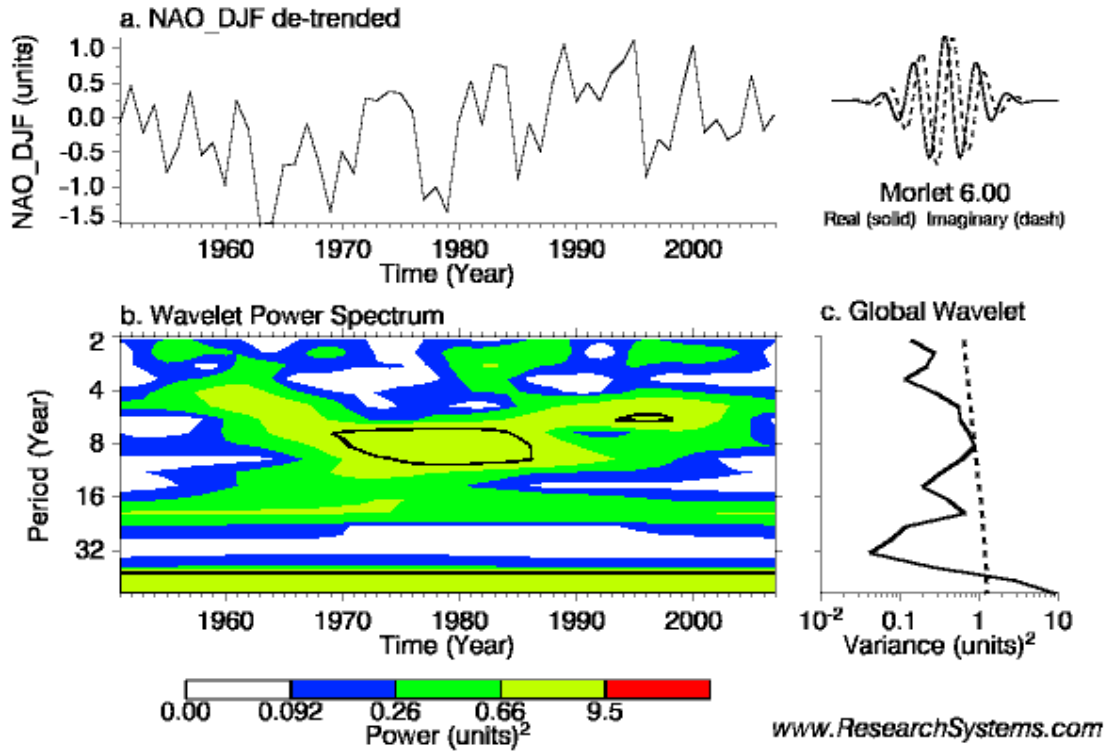 a. NAO_DJF de-trended
NAO_DJF (units)
1.0
0.5
0.0
-0.5
-1.0
-1.5
1960 1970 1980 1990 2000
Time (Year)
Morlet 6.00
Real (solid) Imaginary (dash)
b. Wavelet Power Spectrum
Period (Year)
2
4
8
16
32
1960 1970 1980 1990 2000
Time (Year)
c. Global Wavelet
10-2 0.1 1 10
Variance (units)2
0.00 0.092 0.26 0.66 9.5
Power (units)2
www.ResearchSystems.com